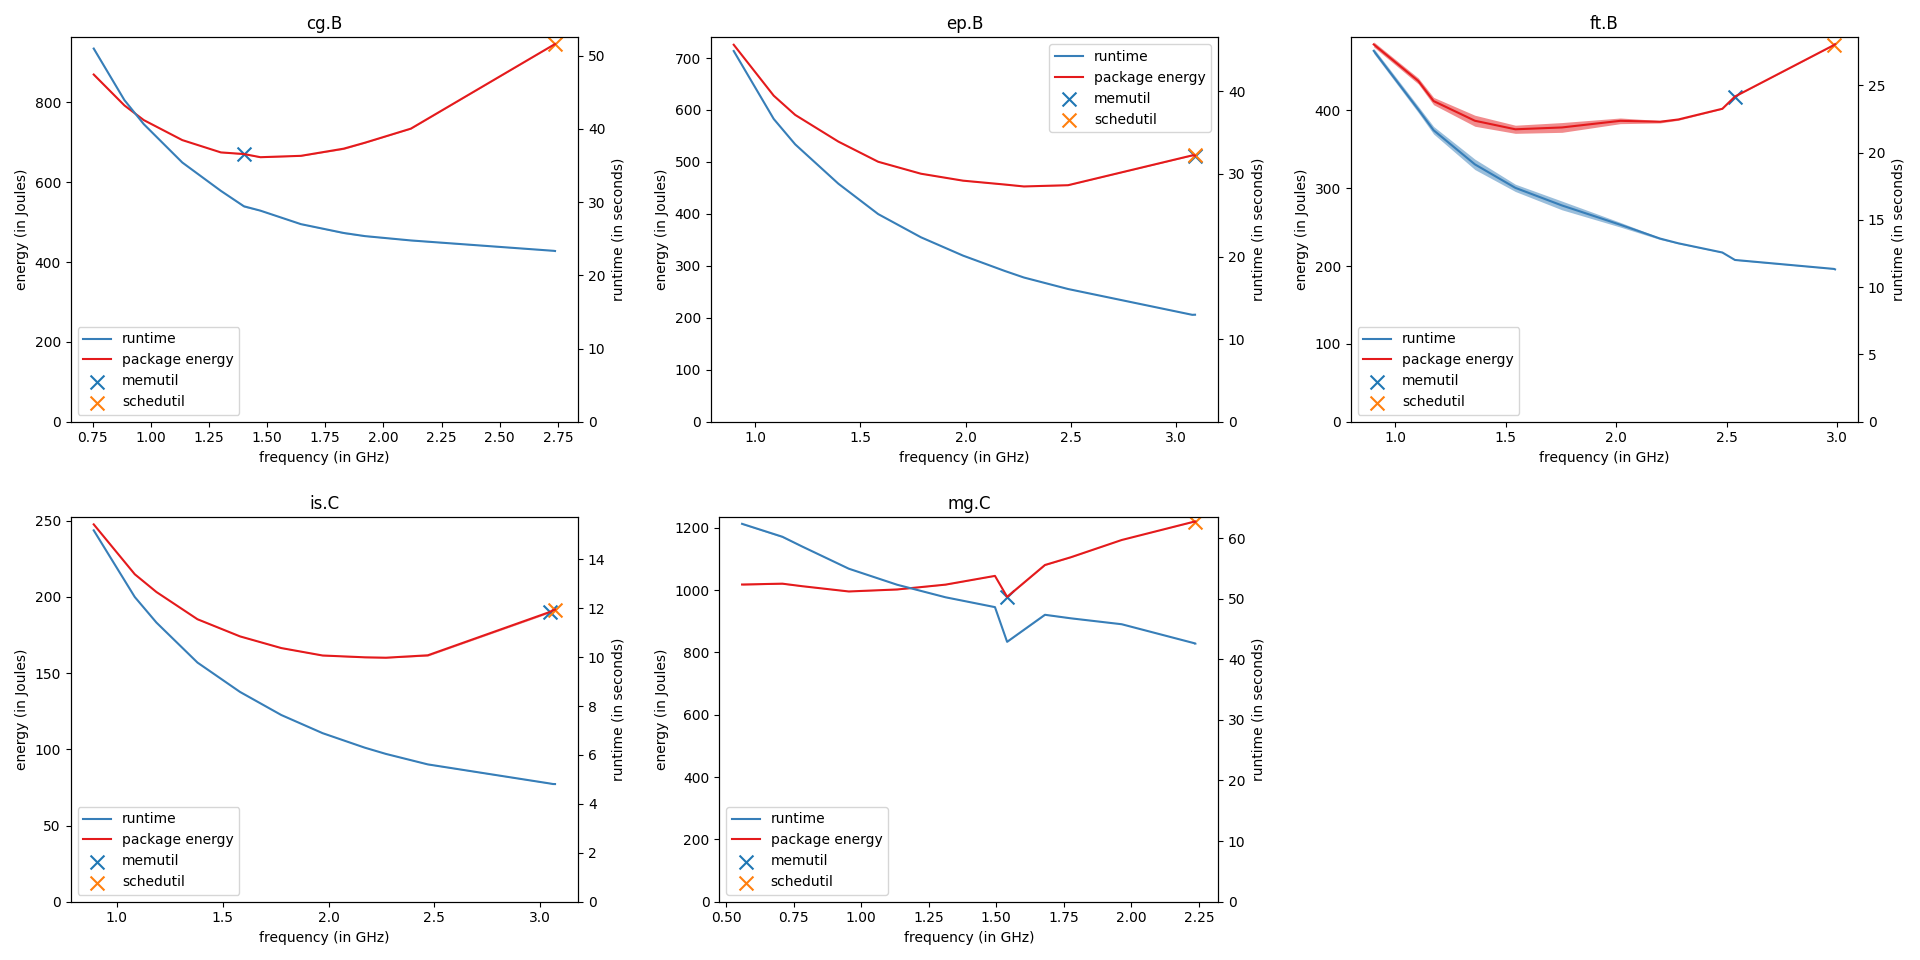 cg.B
energy (in Joules)
800
600
400
200
0
50
40
30
20
10
0
runtime (in seconds)
runtime
package energy
memutil
schedutil
0.75 1.00 1.25 1.50 1.75 2.00 2.25 2.50 2.75
frequency (in GHz)
ep.B
energy (in Joules)
700
600
500
400
300
200
100
0
40
30
20
10
0
runtime (in seconds)
runtime
package energy
memutil
schedutil
1.0 1.5 2.0 2.5 3.0
frequency (in GHz)
ft.B
energy (in Joules)
400
300
200
100
0
25
20
15
10
5
0
runtime (in seconds)
runtime
package energy
memutil
schedutil
1.0 1.5 2.0 2.5 3.0
frequency (in GHz)
is.C
energy (in Joules)
250
200
150
100
50
0
14
12
10
8
6
4
2
0
runtime (in seconds)
runtime
package energy
memutil
schedutil
1.0 1.5 2.0 2.5 3.0
frequency (in GHz)
mg.C
energy (in Joules)
1200
1000
800
600
400
200
0
60
50
40
30
20
10
0
runtime (in seconds)
runtime
package energy
memutil
schedutil
0.50 0.75 1.00 1.25 1.50 1.75 2.00 2.25
frequency (in GHz)